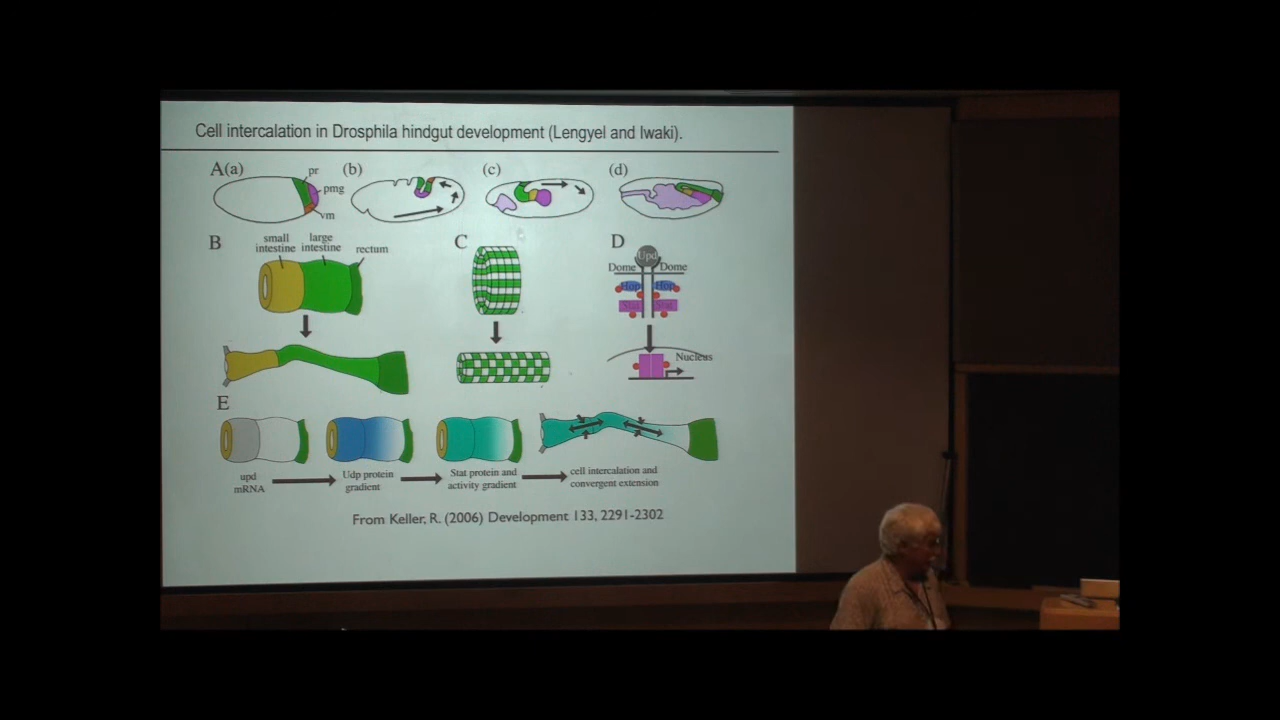 Cell intercalation in Drosphila hindgut development (Lengyel and Iwaki).
A(a)
pr
pmg
vm
(b)
(c)
(d)
B
small intestine
large intestine
rectum
C
D
Upd
Dome
Dome
Hop
Hop
Nucleus
E
upd
mRNA
Udp protein
gradient
Stat protein and
activity gradient
cell intercalation and
convergent extension
From Keller, R. (2006) Development 133, 2291-2302